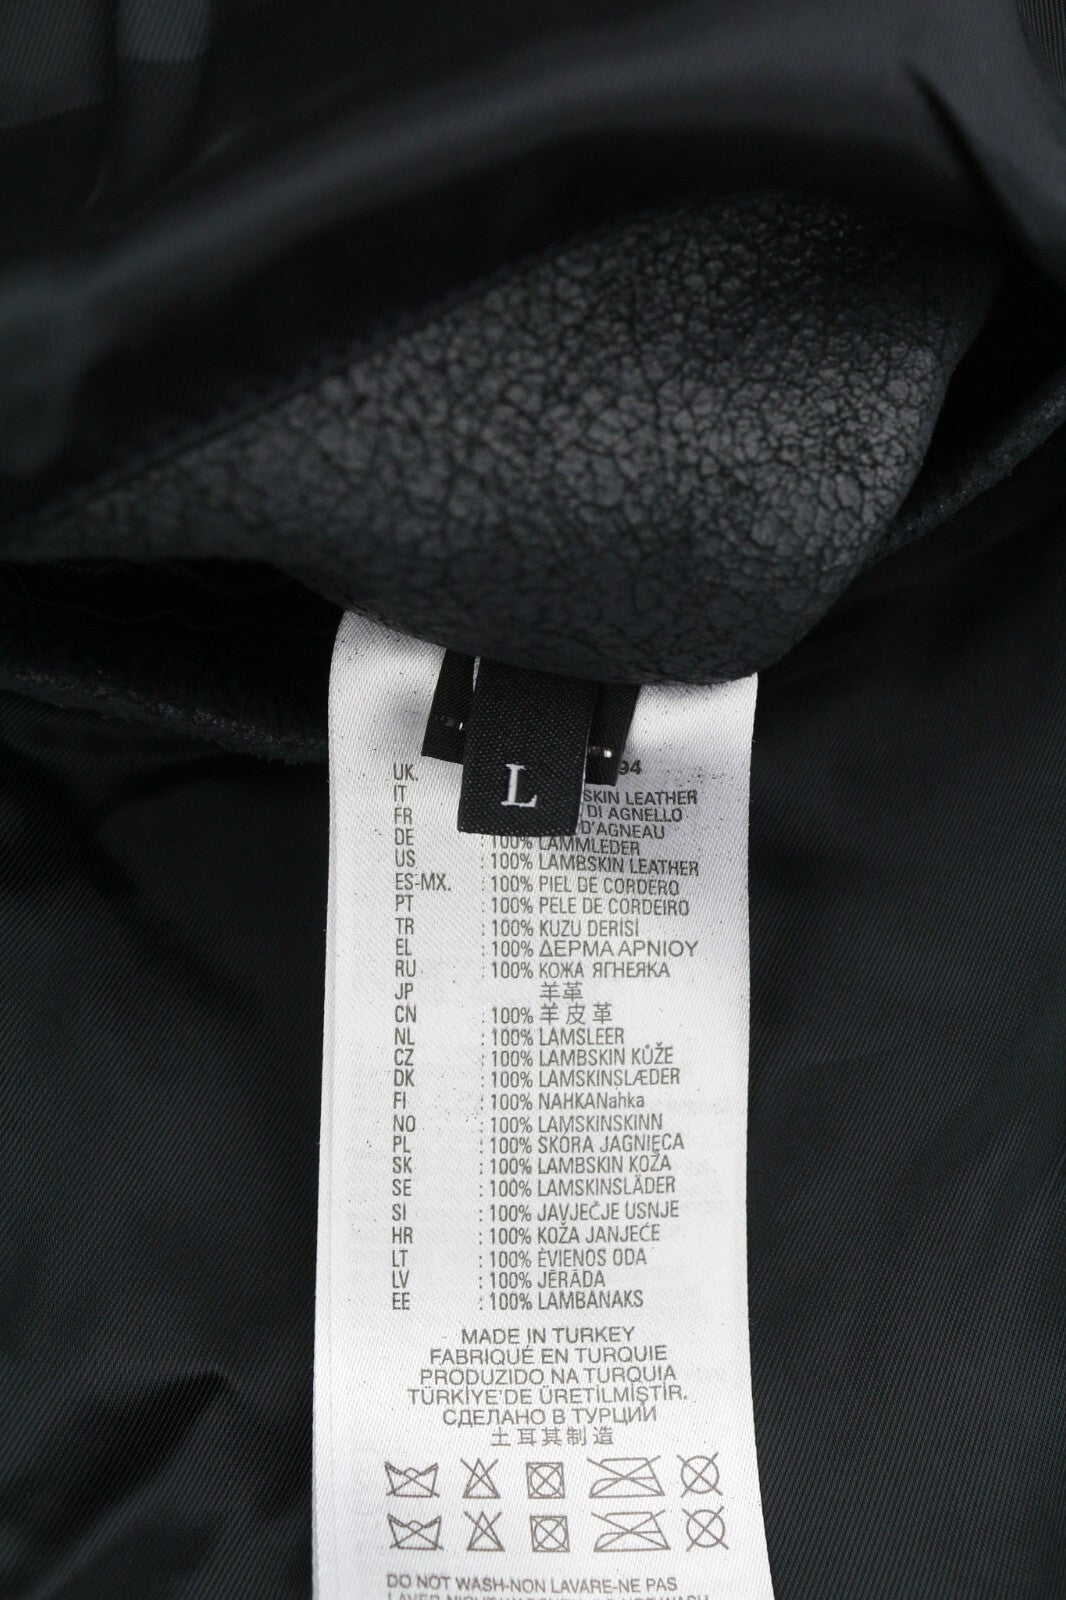 L
94
UK. SKIN LEATHER
IT DI AGNELLO
FR D'AGNEAU
DE : 100% LAMMLEDER
US : 100% LAMBSKIN LEATHER
ES-MX. : 100% PIEL DE CORDERO
PT : 100% PELE DE CORDEIRO
TR : 100% KUZU DERİSİ
EL : 100% ΔΕΡΜΑ ΑΡΝΙΟΥ
RU : 100% КОЖА ЯГНЕЯКА
JP 羊革
CN : 100% 羊皮革
NL : 100% LAMSLEER
CZ : 100% LAMBSKIN KŮŽE
DK : 100% LAMSKINSLÆDER
FI : 100% NAHKANahka
NO : 100% LAMSKINSKINN
PL : 100% SKÓRA JAGNIĘCA
SK : 100% LAMBSKIN KOŽA
SE : 100% LAMSKINSLÄDER
SI : 100% JAVJEČJE USNJE
HR : 100% KOŽA JANJEĆE
LT : 100% ĖVIENOS ODA
LV : 100% JĒRĀDA
EE : 100% LAMBANAKS
MADE IN TURKEY
FABRIQUÉ EN TURQUIE
PRODUZIDO NA TURQUIA
TÜRKİYE'DE ÜRETİLMİŞTİR.
СДЕЛАНО В ТУРЦИИ
土耳其制造
DO NOT WASH-NON LAVARE-NE PAS